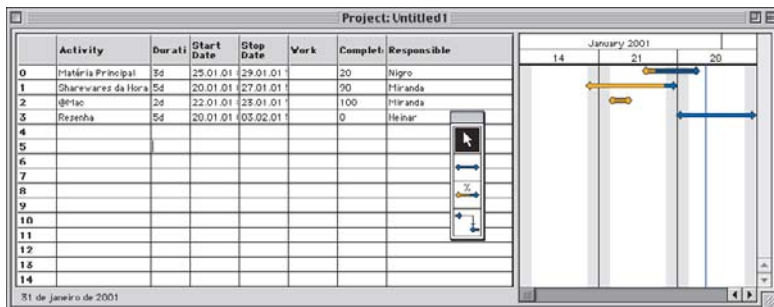 Project: Untitled1
Activity Durati Start Date Stop Date Work Complet Responsible
January 2001
14 21 20
0 Matéria Principal 3d 25.01.01 29.01.01 20 Nigro
1 Sharewares da Hora 5d 20.01.01 27.01.01 90 Miranda
2 @Mac 2d 22.01.01 23.01.01 100 Miranda
3 Resenha 5d 20.01.01 03.02.01 0 Heinar
4
5
6
7
8
9
10
11
12
13
14
%
31 de janeiro de 2001